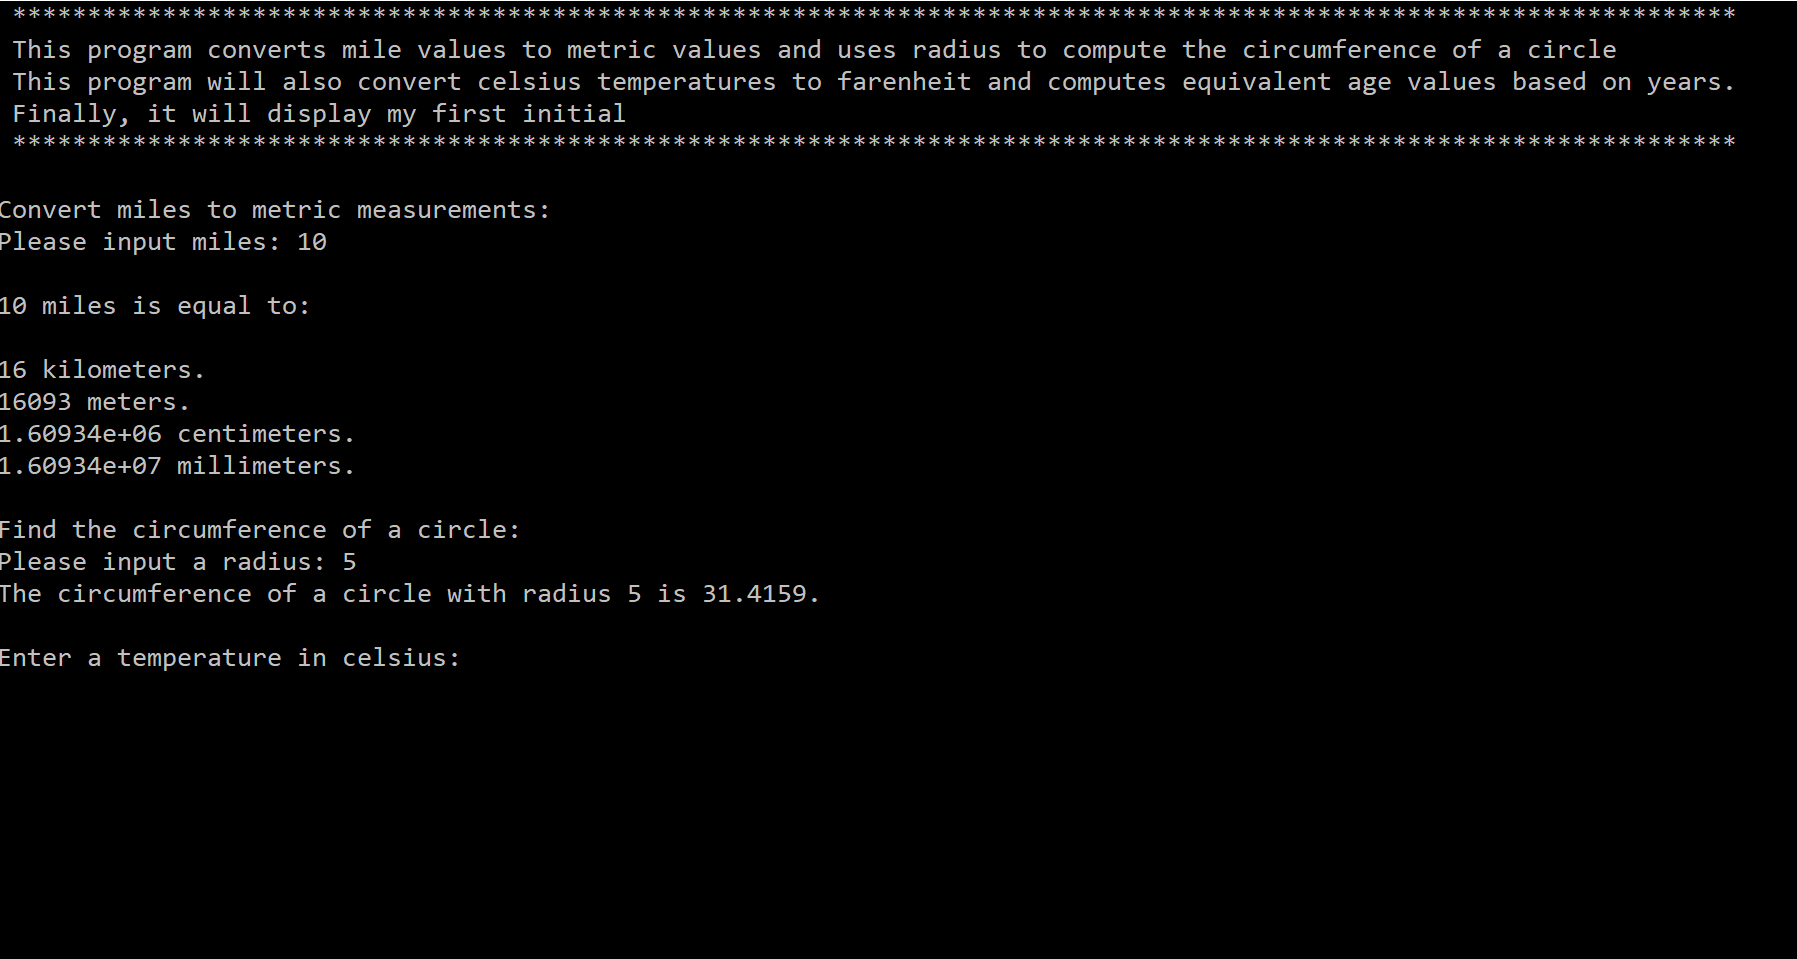 *******************************************************************************************************************
This program converts mile values to metric values and uses radius to compute the circumference of a circle
This program will also convert celsius temperatures to farenheit and computes equivalent age values based on years.
Finally, it will display my first initial
*******************************************************************************************************************
Convert miles to metric measurements:
Please input miles: 10
10 miles is equal to:
16 kilometers.
16093 meters.
1.60934e+06 centimeters.
1.60934e+07 millimeters.
Find the circumference of a circle:
Please input a radius: 5
The circumference of a circle with radius 5 is 31.4159.
Enter a temperature in celsius: